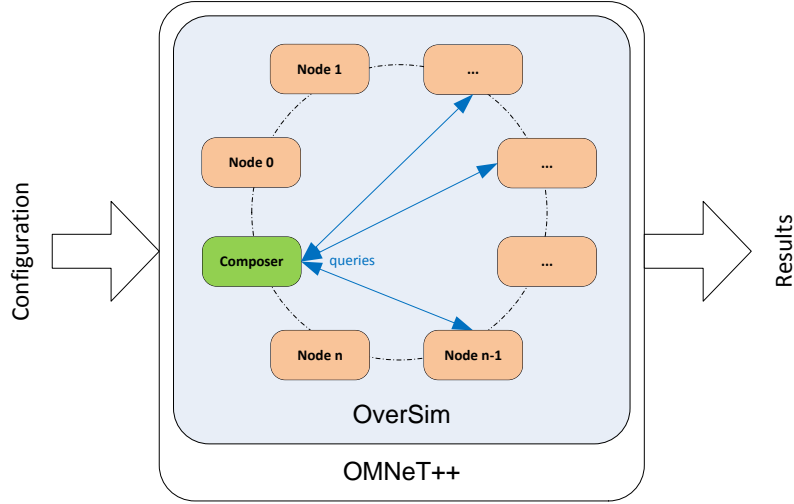 Node 1
...
Node 0
...
Configuration
Composer
queries
...
Results
Node n
Node n-1
OverSim
OMNeT++